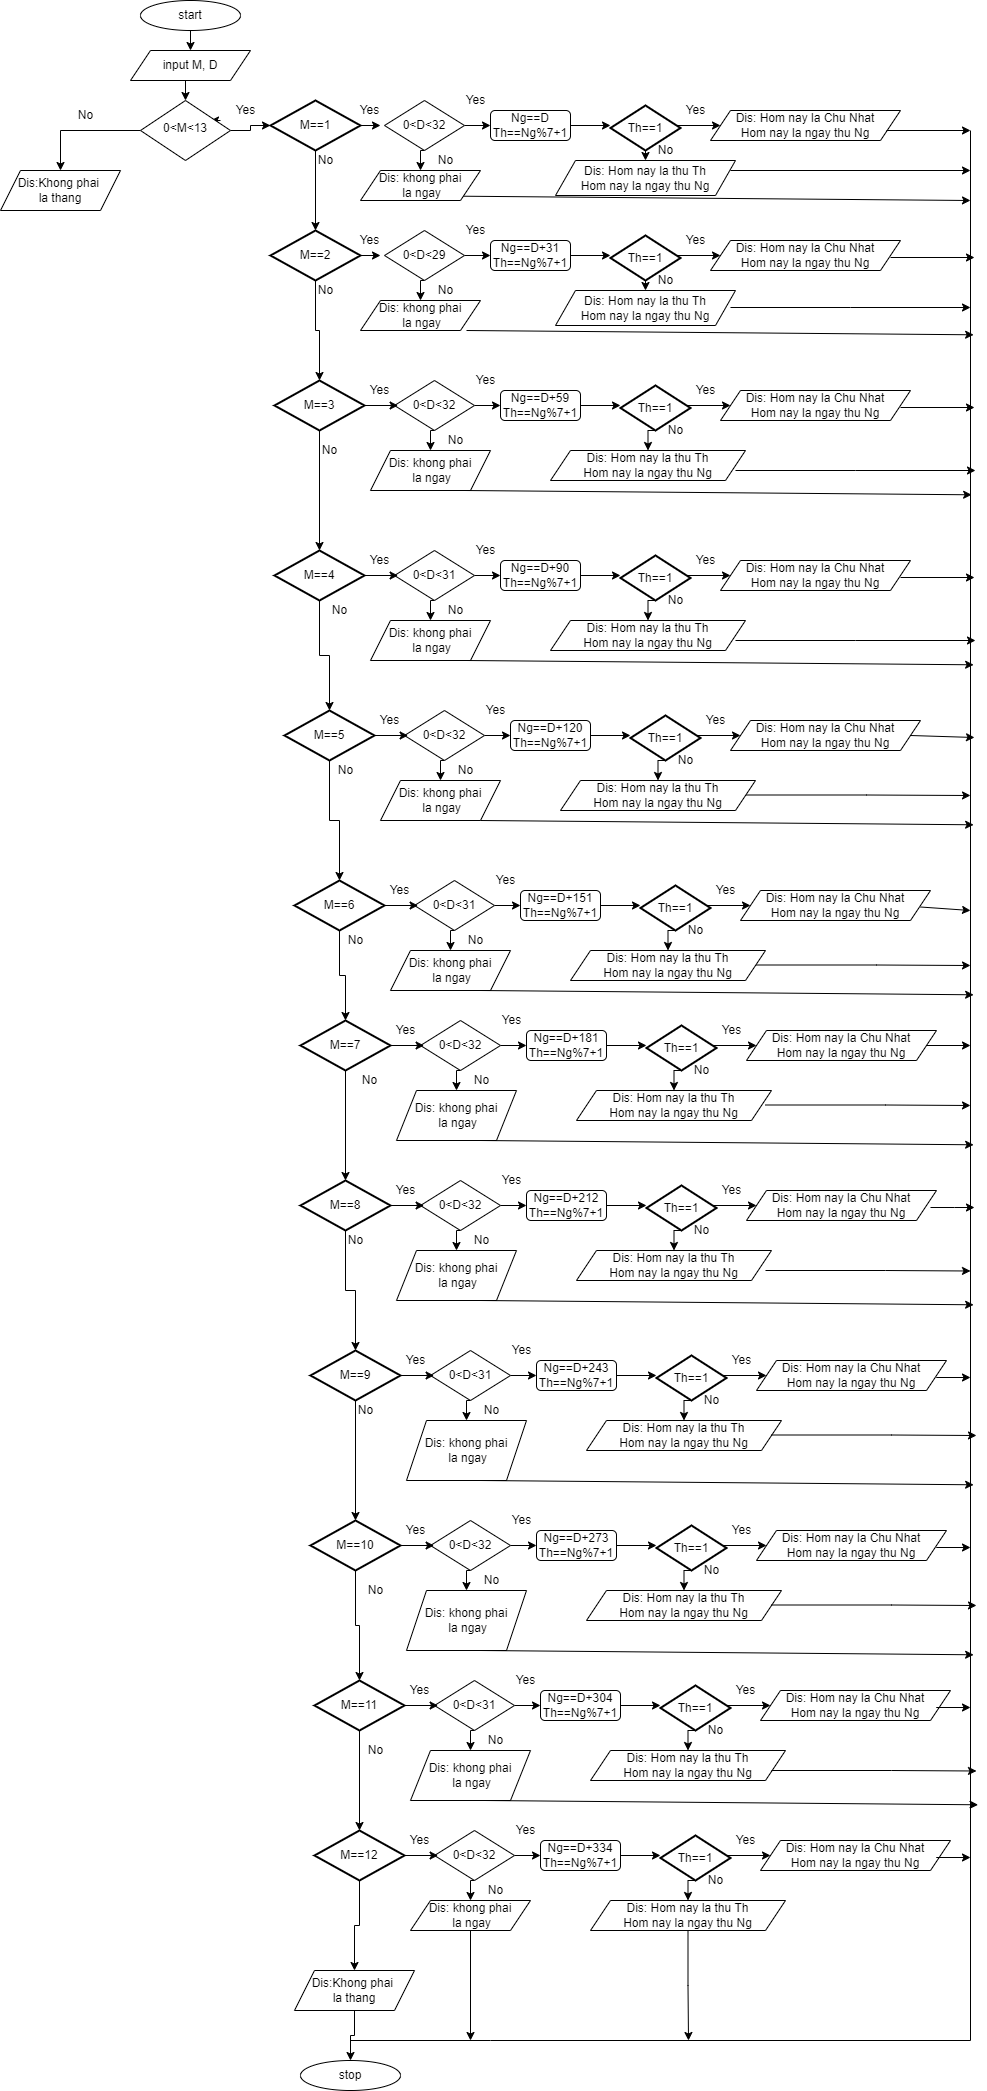 start
input M, D
No
0<M<13
Yes
Dis:Khong phai
la thang
M==1
Yes
0<D<32
Yes
Ng==D
Th==Ng%7+1
Th==1
Yes
Dis: Hom nay la Chu Nhat
Hom nay la ngay thu Ng
No
No
Dis: khong phai
la ngay
No
Dis: Hom nay la thu Th
Hom nay la ngay thu Ng
M==2
Yes
0<D<29
Yes
Ng==D+31
Th==Ng%7+1
Th==1
Yes
Dis: Hom nay la Chu Nhat
Hom nay la ngay thu Ng
No
No
Dis: khong phai
la ngay
No
Dis: Hom nay la thu Th
Hom nay la ngay thu Ng
M==3
Yes
0<D<32
Yes
Ng==D+59
Th==Ng%7+1
Th==1
Yes
Dis: Hom nay la Chu Nhat
Hom nay la ngay thu Ng
No
No
Dis: khong phai
la ngay
No
Dis: Hom nay la thu Th
Hom nay la ngay thu Ng
M==4
Yes
0<D<31
Yes
Ng==D+90
Th==Ng%7+1
Th==1
Yes
Dis: Hom nay la Chu Nhat
Hom nay la ngay thu Ng
No
No
Dis: khong phai
la ngay
No
Dis: Hom nay la thu Th
Hom nay la ngay thu Ng
M==5
Yes
0<D<32
Yes
Ng==D+120
Th==Ng%7+1
Th==1
Yes
Dis: Hom nay la Chu Nhat
Hom nay la ngay thu Ng
No
No
Dis: khong phai
la ngay
No
Dis: Hom nay la thu Th
Hom nay la ngay thu Ng
M==6
Yes
0<D<31
Yes
Ng==D+151
Th==Ng%7+1
Th==1
Yes
Dis: Hom nay la Chu Nhat
Hom nay la ngay thu Ng
No
No
Dis: khong phai
la ngay
No
Dis: Hom nay la thu Th
Hom nay la ngay thu Ng
M==7
Yes
0<D<32
Yes
Ng==D+181
Th==Ng%7+1
Th==1
Yes
Dis: Hom nay la Chu Nhat
Hom nay la ngay thu Ng
No
No
Dis: khong phai
la ngay
No
Dis: Hom nay la thu Th
Hom nay la ngay thu Ng
M==8
Yes
0<D<32
Yes
Ng==D+212
Th==Ng%7+1
Th==1
Yes
Dis: Hom nay la Chu Nhat
Hom nay la ngay thu Ng
No
No
Dis: khong phai
la ngay
No
Dis: Hom nay la thu Th
Hom nay la ngay thu Ng
M==9
Yes
0<D<31
Yes
Ng==D+243
Th==Ng%7+1
Th==1
Yes
Dis: Hom nay la Chu Nhat
Hom nay la ngay thu Ng
No
No
Dis: khong phai
la ngay
No
Dis: Hom nay la thu Th
Hom nay la ngay thu Ng
M==10
Yes
0<D<32
Yes
Ng==D+273
Th==Ng%7+1
Th==1
Yes
Dis: Hom nay la Chu Nhat
Hom nay la ngay thu Ng
No
No
Dis: khong phai
la ngay
No
Dis: Hom nay la thu Th
Hom nay la ngay thu Ng
M==11
Yes
0<D<31
Yes
Ng==D+304
Th==Ng%7+1
Th==1
Yes
Dis: Hom nay la Chu Nhat
Hom nay la ngay thu Ng
No
No
Dis: khong phai
la ngay
No
Dis: Hom nay la thu Th
Hom nay la ngay thu Ng
M==12
Yes
0<D<32
Yes
Ng==D+334
Th==Ng%7+1
Th==1
Yes
Dis: Hom nay la Chu Nhat
Hom nay la ngay thu Ng
No
Dis: khong phai
la ngay
No
Dis: Hom nay la thu Th
Hom nay la ngay thu Ng
Dis:Khong phai
la thang
stop